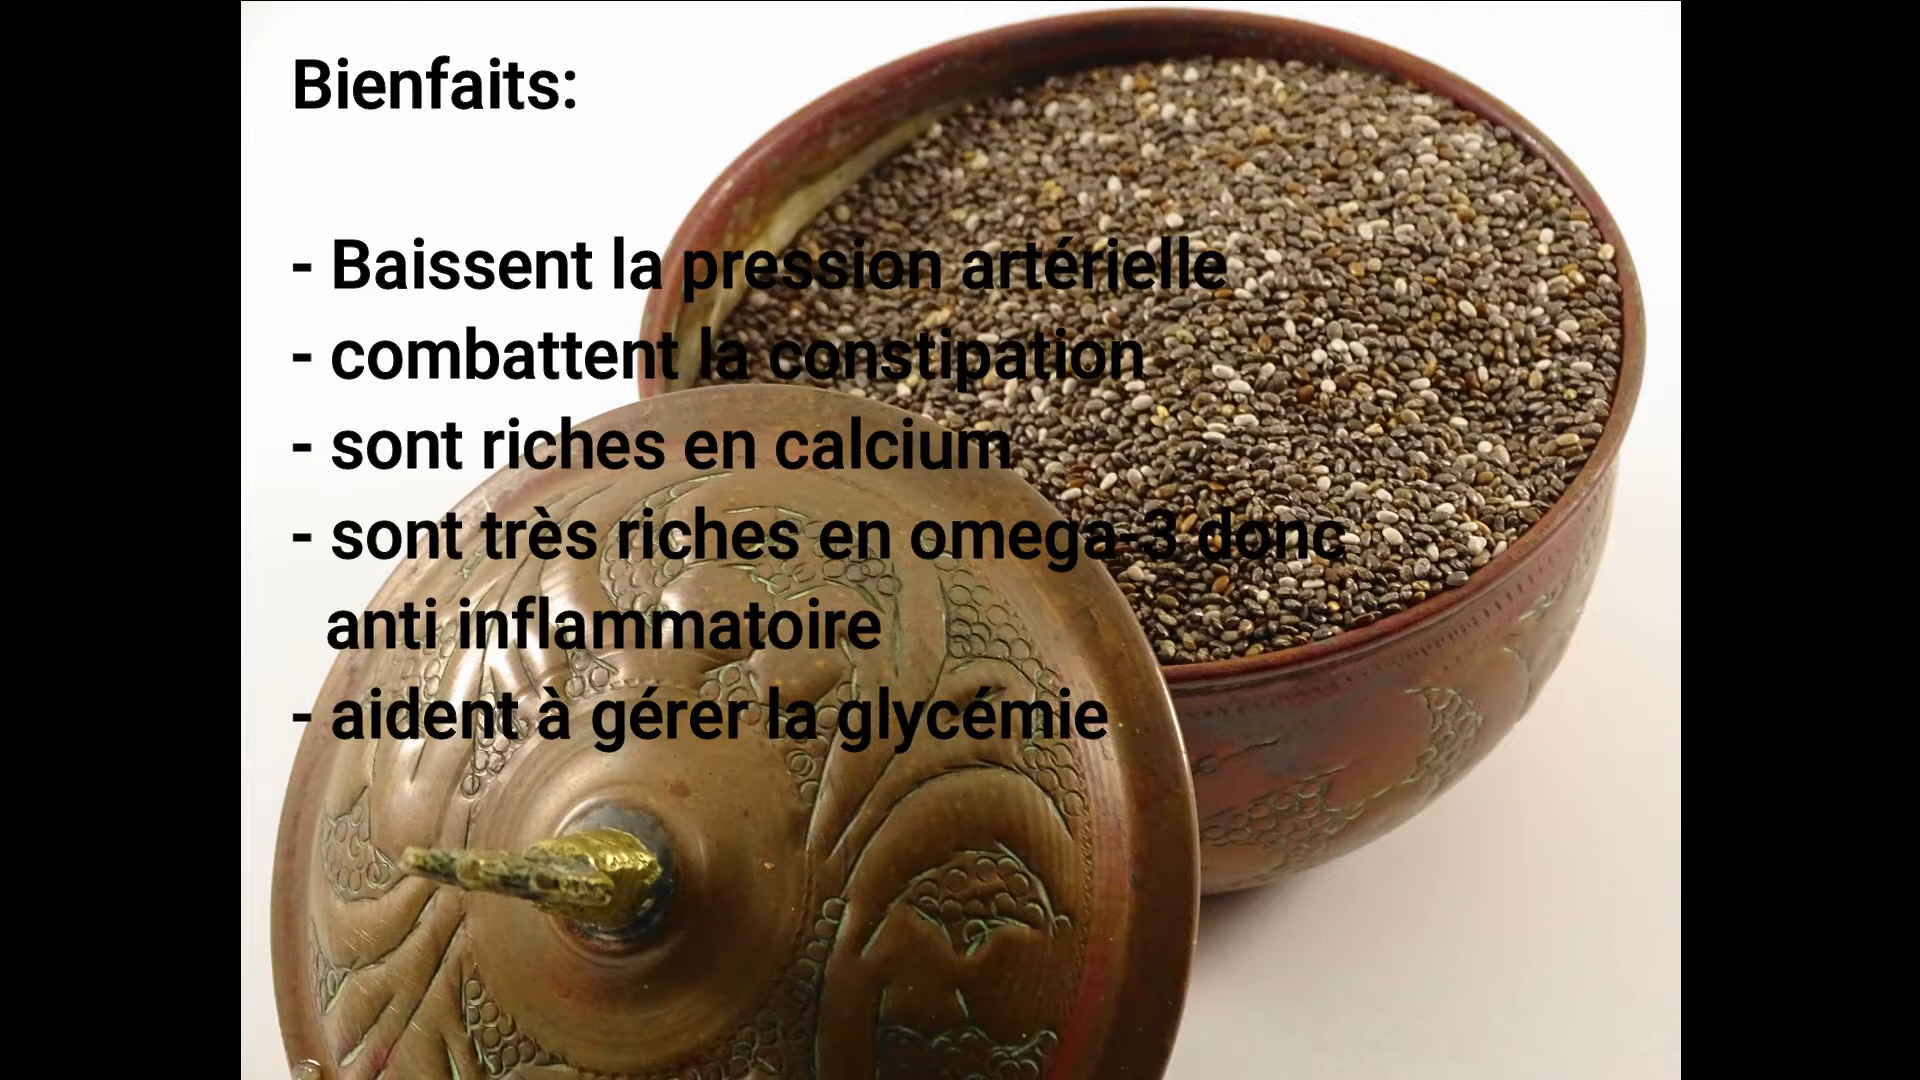 Bienfaits:
- Baissent la pression artérielle
- combattent la constipation
- sont riches en calcium
- sont très riches en omega-3 donc
anti inflammatoire
- aident à gérer la glycémie